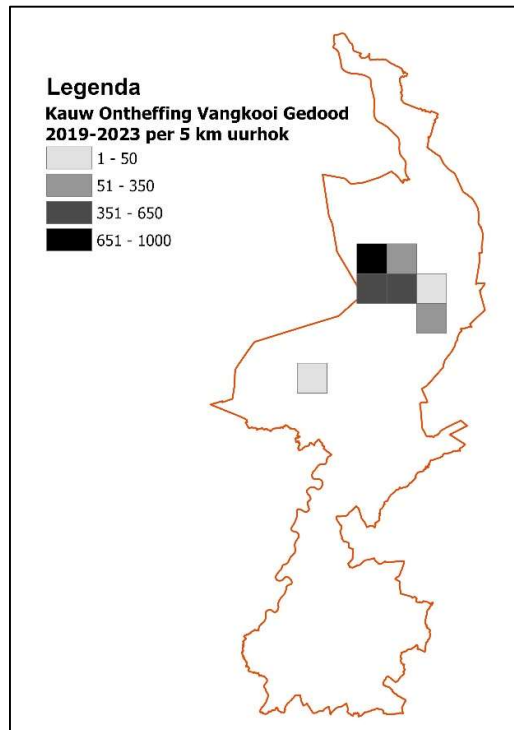 Legenda
Kauw Ontheffing Vangkooi Gedood
2019-2023 per 5 km uurhok
1 - 50
51 - 350
351 - 650
651 - 1000